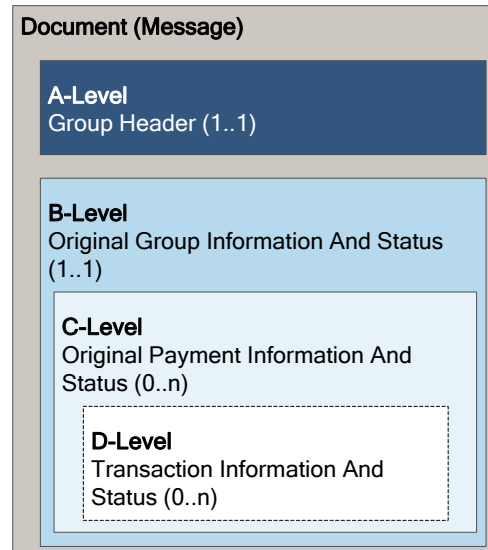 Document (Message)
A-Level
Group Header (1..1)
B-Level
Original Group Information And Status
(1..1)
C-Level
Original Payment Information And
Status (0..n)
D-Level
Transaction Information And
Status (0..n)